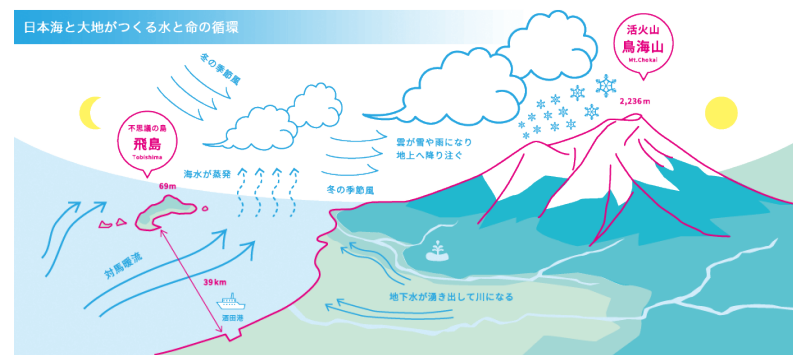 日本海と大地がつくる水と命の循環
活火山
鳥海山
Mt.Chokai
2,236m
冬の季節風
不思議の島
飛島
Tobishima
69m
海水が蒸発
雲が雪や雨になり
地上へ降り注ぐ
冬の季節風
対馬暖流
39km
酒田港
地下水が湧き出して川になる